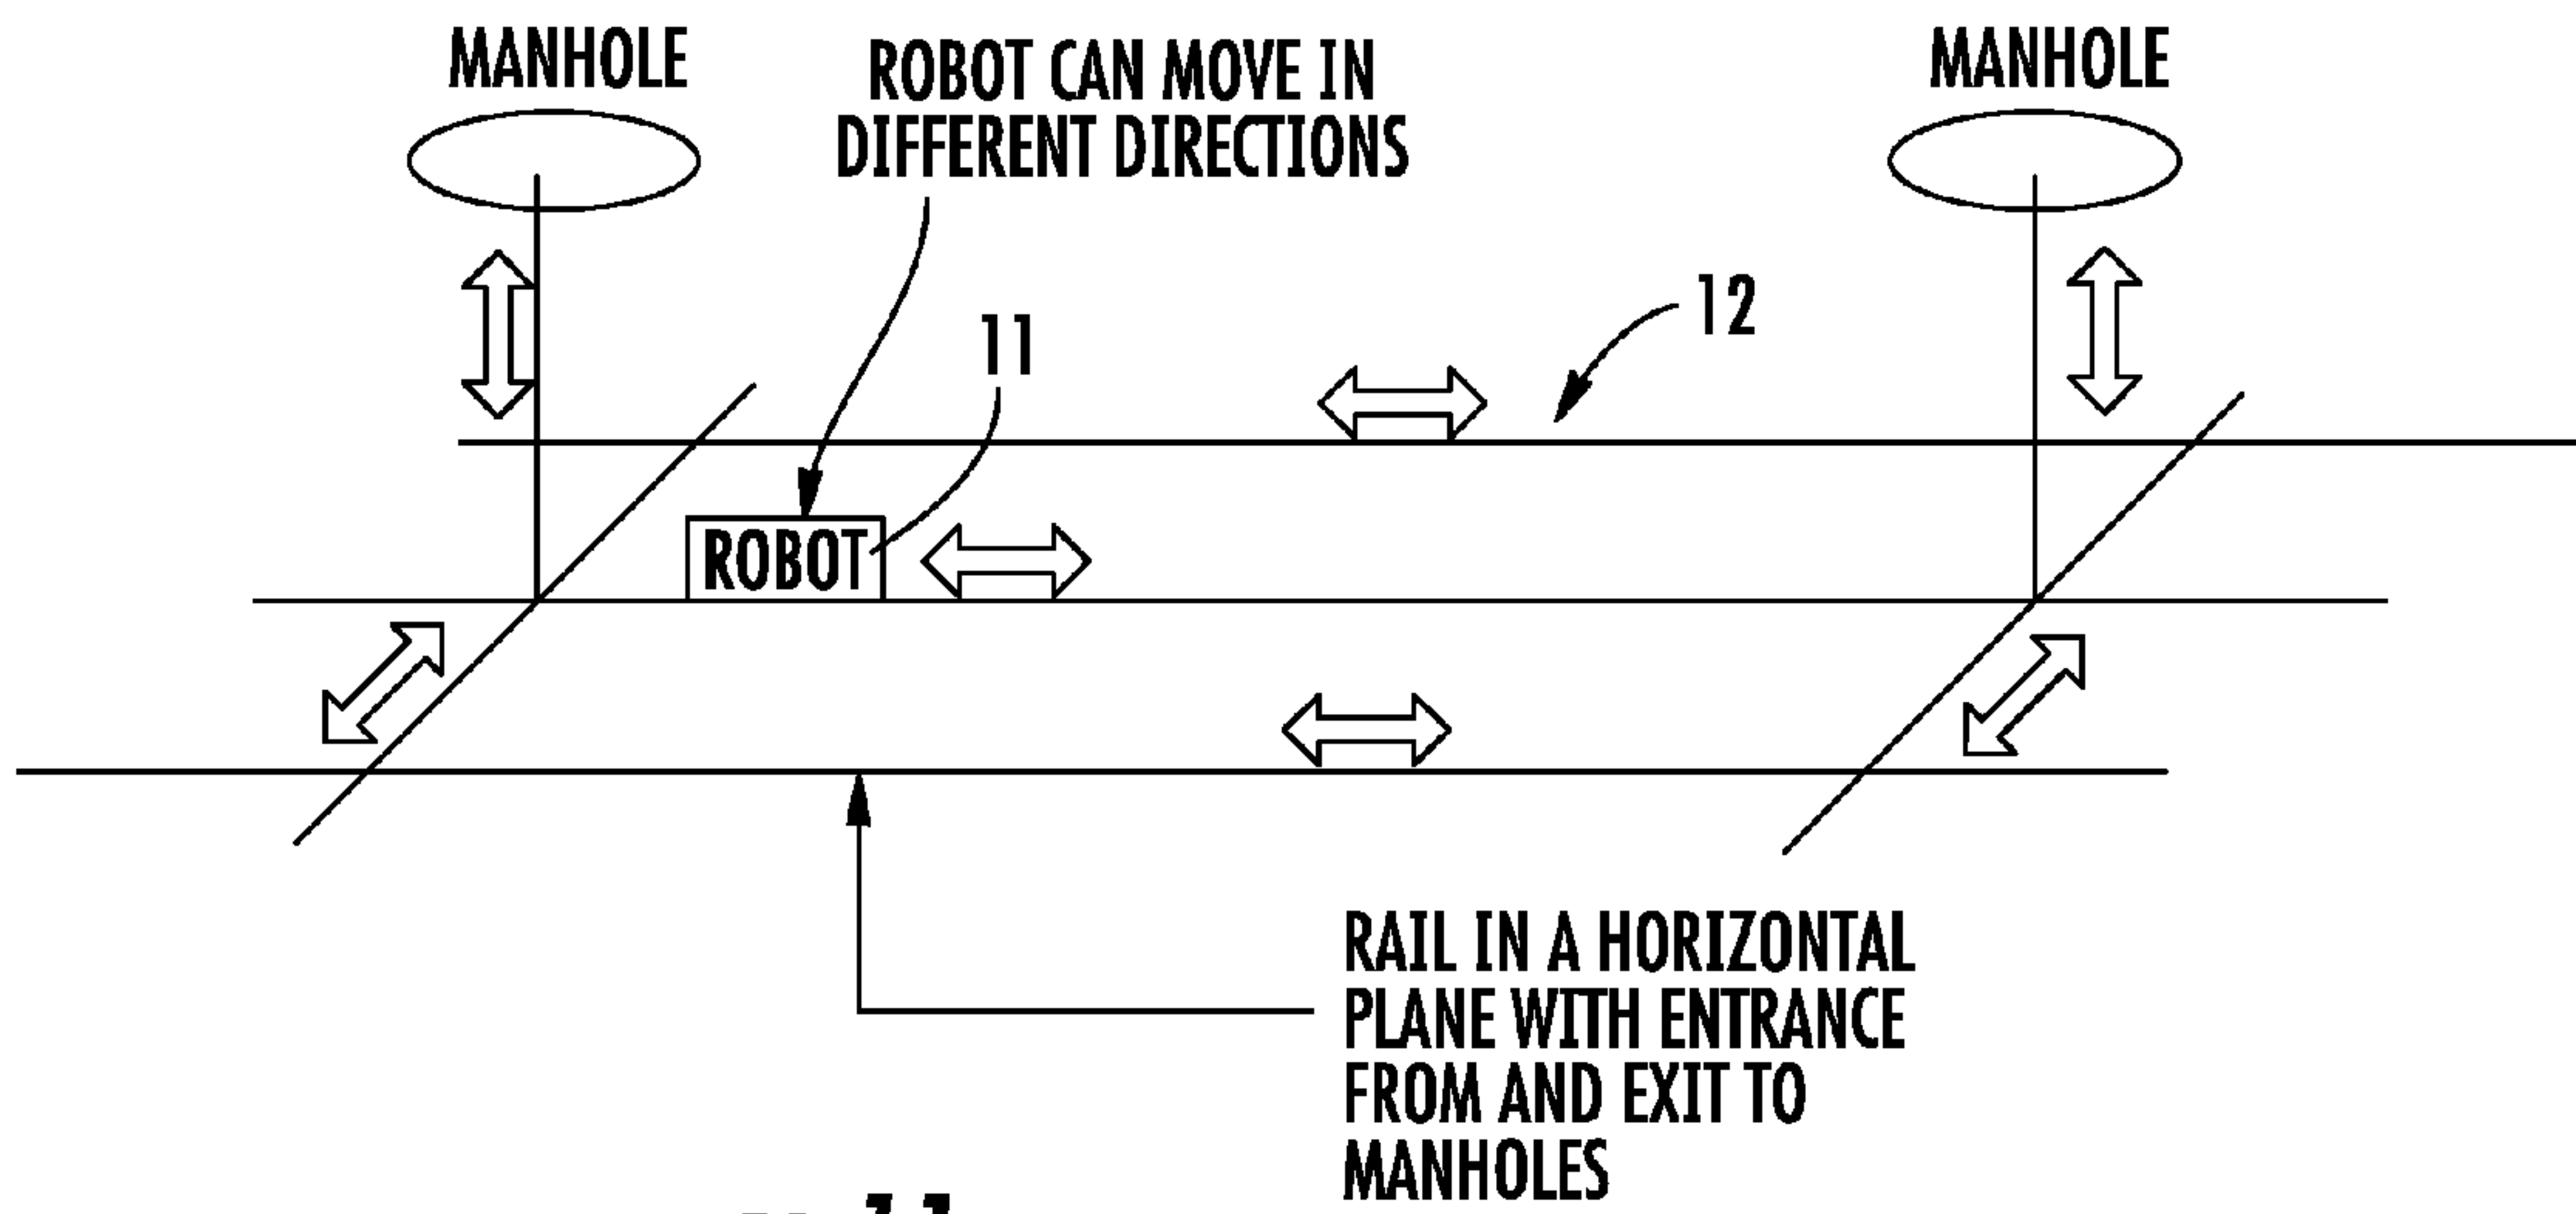 MANHOLE
ROBOT CAN MOVE IN
DIFFERENT DIRECTIONS
MANHOLE
12
11
ROBOT
RAIL IN A HORIZONTAL
PLANE WITH ENTRANCE
FROM AND EXIT TO
MANHOLES